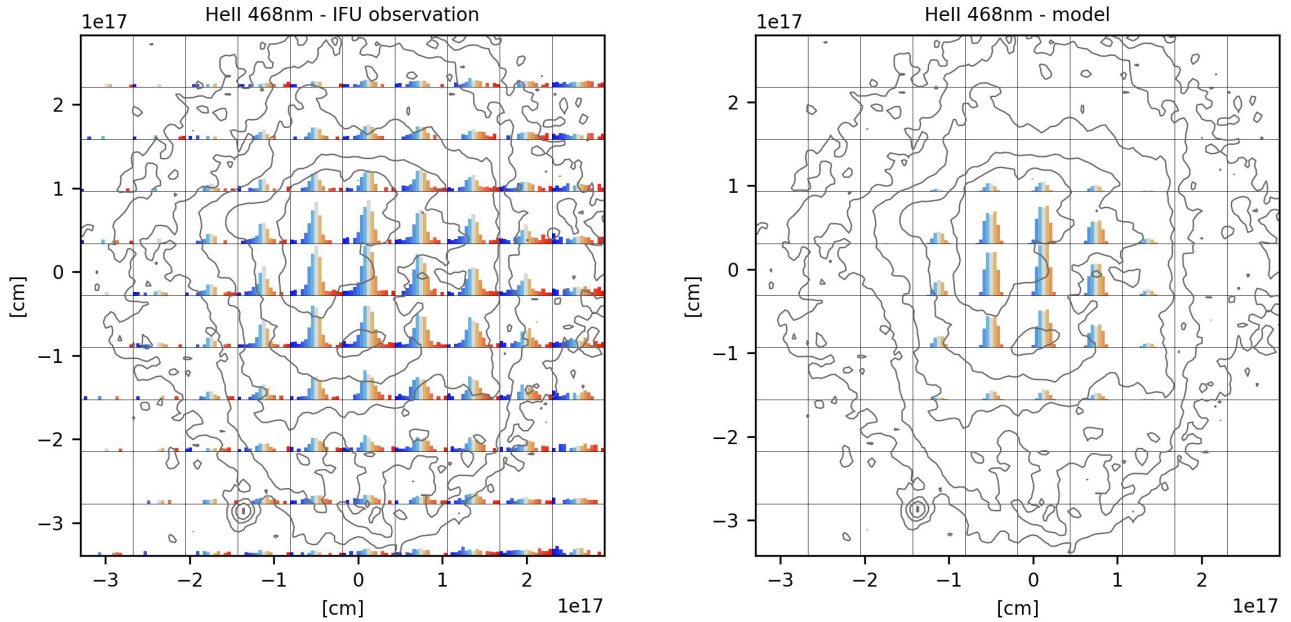 HeII 468nm - IFU observation
1e17
2
1
0
−1
−2
−3
[cm]
−3 −2 −1 0 1 2
[cm]
1e17
HeII 468nm - model
1e17
2
1
0
−1
−2
−3
[cm]
−3 −2 −1 0 1 2
[cm]
1e17